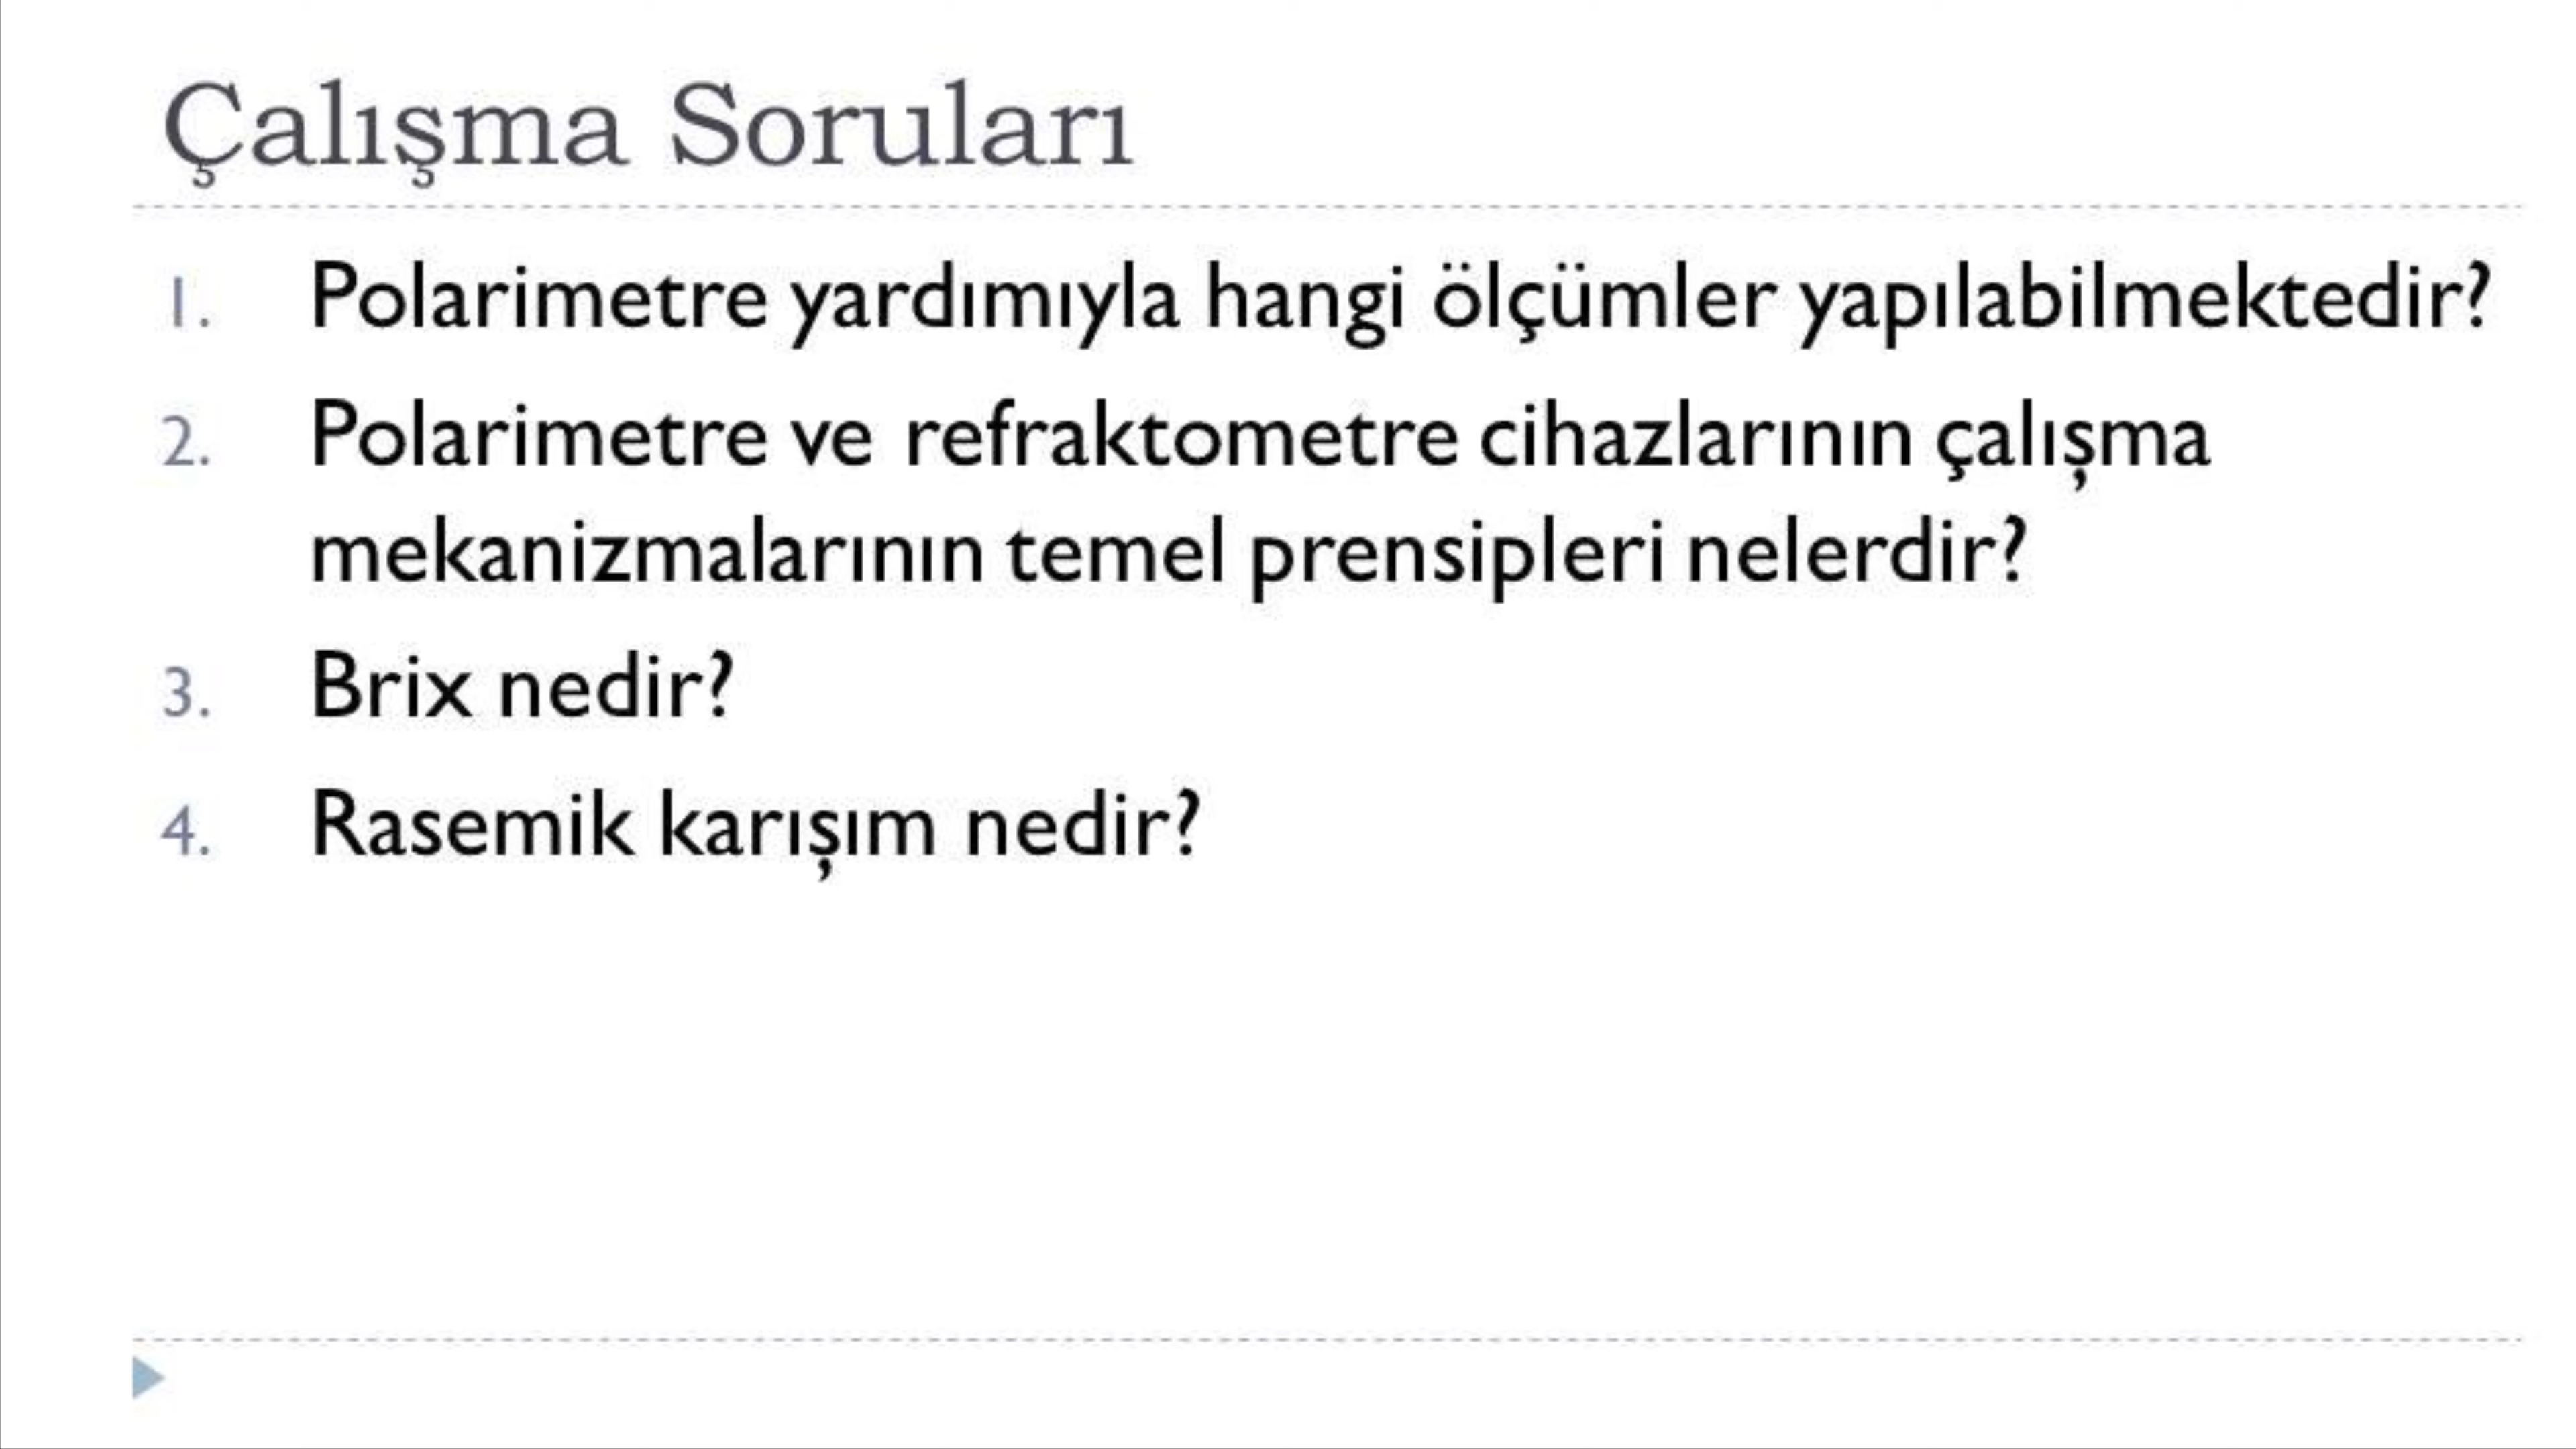 Çalışma Soruları
1. Polarimetre yardımıyla hangi ölçümler yapılabilmektedir?
2. Polarimetre ve refraktometre cihazlarının çalışma
mekanizmalarının temel prensipleri nelerdir?
3. Brix nedir?
4. Rasemik karışım nedir?